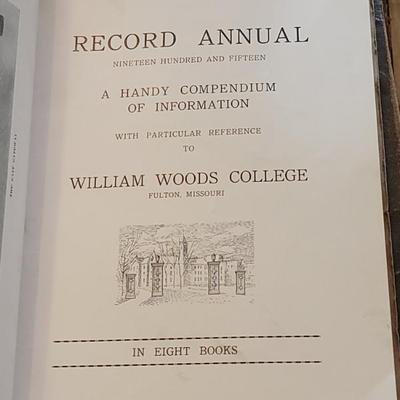 RECORD ANNUAL
NINETEEN HUNDRED AND FIFTEEN
A HANDY COMPENDIUM
OF INFORMATION
WITH PARTICULAR REFERENCE
TO
WILLIAM WOODS COLLEGE
FULTON, MISSOURI
IN EIGHT BOOKS